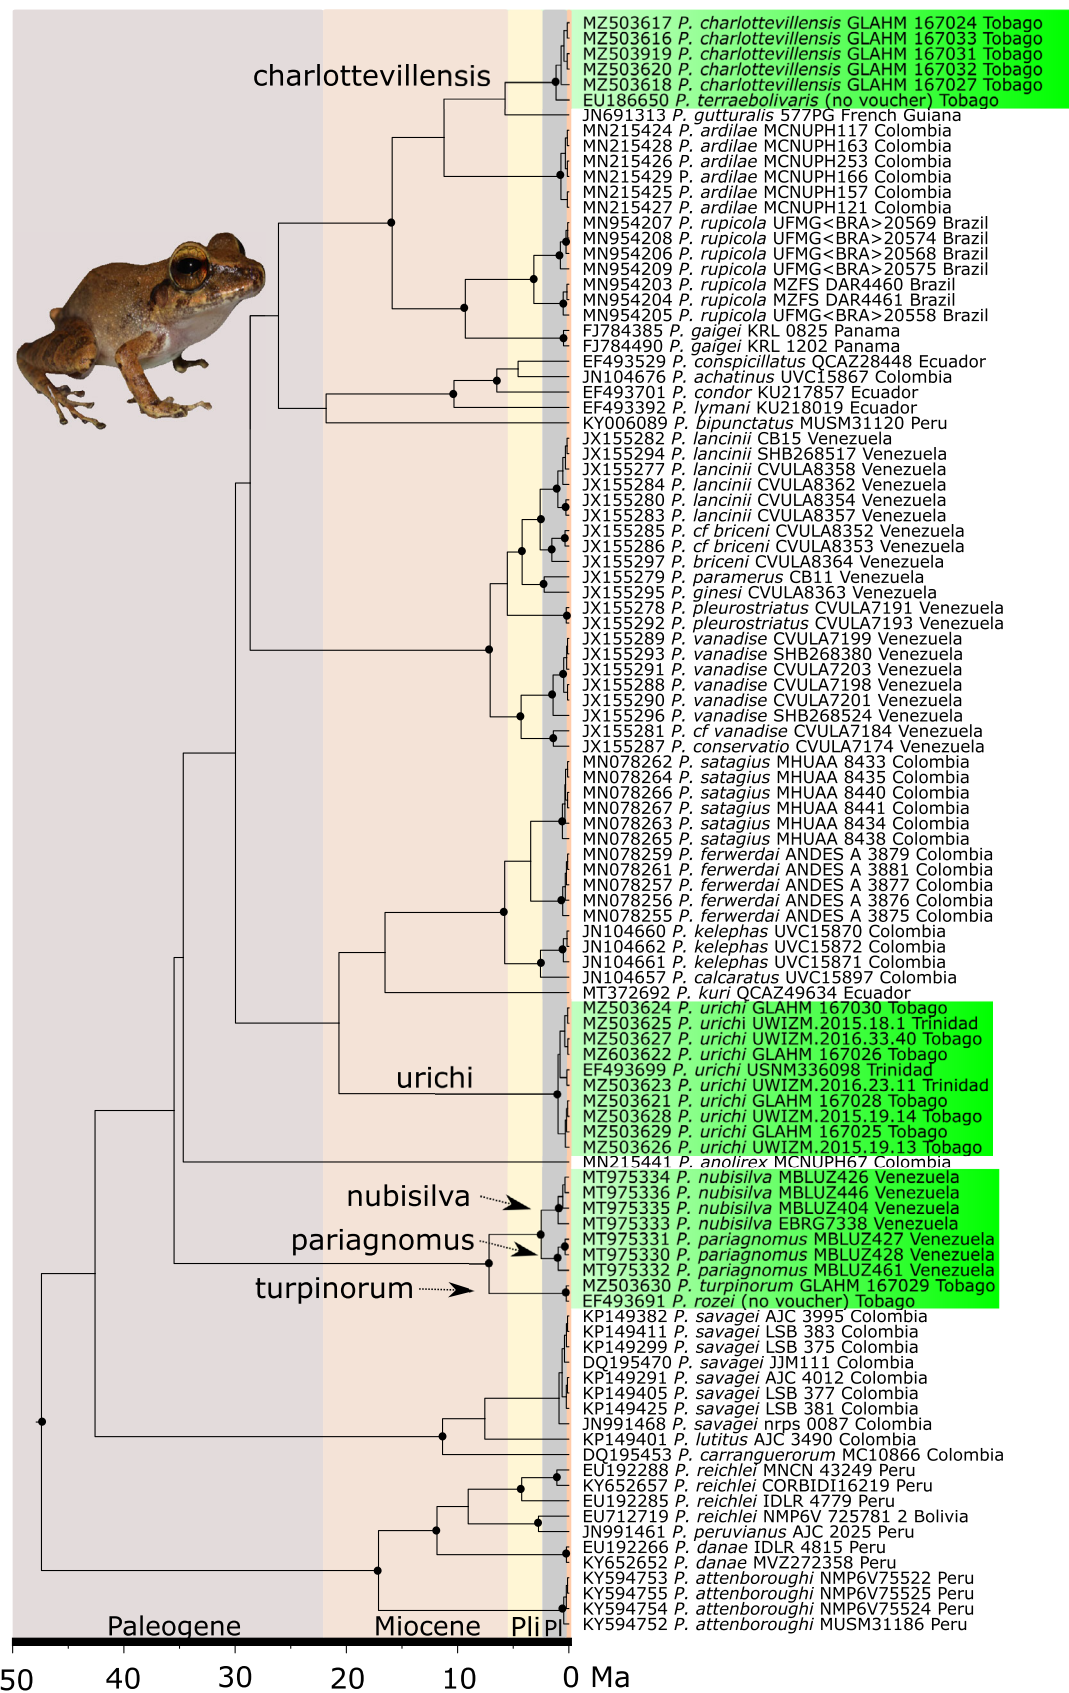 MZ503617 P. charlottevillensis GLAHM 167024 Tobago
MZ503616 P. charlottevillensis GLAHM 167033 Tobago
MZ503919 P. charlottevillensis GLAHM 167031 Tobago
MZ503620 P. charlottevillensis GLAHM 167032 Tobago
charlottevillensis
MZ503618 P. charlottevillensis GLAHM 167027 Tobago
EU186650 P. terraebolivaris (no voucher) Tobago
JN691313 P. gutturalis 577PG French Guiana
MN215424 P. ardilae MCNUPH117 Colombia
MN215428 P. ardilae MCNUPH163 Colombia
MN215426 P. ardilae MCNUPH253 Colombia
MN215429 P. ardilae MCNUPH166 Colombia
MN215425 P. ardilae MCNUPH157 Colombia
MN215427 P. ardilae MCNUPH121 Colombia
MN954207 P. rupicola UFMG<BRA>20569 Brazil
MN954208 P. rupicola UFMG<BRA>20574 Brazil
MN954206 P. rupicola UFMG<BRA>20568 Brazil
MN954209 P. rupicola UFMG<BRA>20575 Brazil
MN954203 P. rupicola MZFS DAR4460 Brazil
MN954204 P. rupicola MZFS DAR4461 Brazil
MN954205 P. rupicola UFMG<BRA>20558 Brazil
FJ784385 P. gaigei KRL 0825 Panama
FJ784490 P. gaigei KRL 1202 Panama
EF493529 P. conspicillatus QCAZ28448 Ecuador
JN104676 P. achatinus UVC15867 Colombia
EF493701 P. condor KU217857 Ecuador
EF493392 P. lymani KU218019 Ecuador
KY006089 P. bipunctatus MUSM31120 Peru
JX155282 P. lancinii CB15 Venezuela
JX155294 P. lancinii SHB268517 Venezuela
JX155277 P. lancinii CVULA8358 Venezuela
JX155284 P. lancinii CVULA8362 Venezuela
JX155280 P. lancinii CVULA8354 Venezuela
JX155283 P. lancinii CVULA8357 Venezuela
JX155285 P. cf briceni CVULA8352 Venezuela
JX155286 P. cf briceni CVULA8353 Venezuela
JX155297 P. briceni CVULA8364 Venezuela
JX155279 P. paramerus CB11 Venezuela
JX155295 P. ginesi CVULA8363 Venezuela
JX155278 P. pleurostriatus CVULA7191 Venezuela
JX155292 P. pleurostriatus CVULA7193 Venezuela
JX155289 P. vanadise CVULA7199 Venezuela
JX155293 P. vanadise SHB268380 Venezuela
JX155291 P. vanadise CVULA7203 Venezuela
JX155288 P. vanadise CVULA7198 Venezuela
JX155290 P. vanadise CVULA7201 Venezuela
JX155296 P. vanadise SHB268524 Venezuela
JX155281 P. cf vanadise CVULA7184 Venezuela
JX155287 P. conservatio CVULA7174 Venezuela
MN078262 P. satagius MHUAA 8433 Colombia
MN078264 P. satagius MHUAA 8435 Colombia
MN078266 P. satagius MHUAA 8440 Colombia
MN078267 P. satagius MHUAA 8441 Colombia
MN078263 P. satagius MHUAA 8434 Colombia
MN078265 P. satagius MHUAA 8438 Colombia
MN078259 P. ferwerdai ANDES A 3879 Colombia
MN078261 P. ferwerdai ANDES A 3881 Colombia
MN078257 P. ferwerdai ANDES A 3877 Colombia
MN078256 P. ferwerdai ANDES A 3876 Colombia
MN078255 P. ferwerdai ANDES A 3875 Colombia
JN104660 P. kelephas UVC15870 Colombia
JN104662 P. kelephas UVC15872 Colombia
JN104661 P. kelephas UVC15871 Colombia
JN104657 P. calcaratus UVC15897 Colombia
MT372692 P. kuri QCAZ49634 Ecuador
MZ503624 P. urichi GLAHM 167030 Tobago
MZ503625 P. urichi UWIZM.2015.18.1 Trinidad
MZ503627 P. urichi UWIZM.2016.33.40 Tobago
MZ603622 P. urichi GLAHM 167026 Tobago
EF493699 P. urichi USNM336098 Trinidad
urichi
MZ503623 P. urichi UWIZM.2016.23.11 Trinidad
MZ503621 P. urichi GLAHM 167028 Tobago
MZ503628 P. urichi UWIZM.2015.19.14 Tobago
MZ503629 P. urichi GLAHM 167025 Tobago
MZ503626 P. urichi UWIZM.2015.19.13 Tobago
MN215441 P. anolirex MCNUPH67 Colombia
MT975334 P. nubisilva MBLUZ426 Venezuela
nubisilva
MT975336 P. nubisilva MBLUZ446 Venezuela
MT975335 P. nubisilva MBLUZ404 Venezuela
MT975333 P. nubisilva EBRG7338 Venezuela
pariagnomus
MT975331 P. pariagnomus MBLUZ427 Venezuela
MT975330 P. pariagnomus MBLUZ428 Venezuela
MT975332 P. pariagnomus MBLUZ461 Venezuela
turpinorum
MZ503630 P. turpinorum GLAHM 167029 Tobago
EF493691 P. rozei (no voucher) Tobago
KP149382 P. savagei AJC 3995 Colombia
KP149411 P. savagei LSB 383 Colombia
KP149299 P. savagei LSB 375 Colombia
DQ195470 P. savagei JJM111 Colombia
KP149291 P. savagei AJC 4012 Colombia
KP149405 P. savagei LSB 377 Colombia
KP149425 P. savagei LSB 381 Colombia
JN991468 P. savagei nrps 0087 Colombia
KP149401 P. lutitus AJC 3490 Colombia
DQ195453 P. carranguerorum MC10866 Colombia
EU192288 P. reichlei MNCN 43249 Peru
KY652657 P. reichlei CORBIDI16219 Peru
EU192285 P. reichlei IDLR 4779 Peru
EU712719 P. reichlei NMP6V 725781 2 Bolivia
JN991461 P. peruvianus AJC 2025 Peru
EU192266 P. danae IDLR 4815 Peru
KY652652 P. danae MVZ272358 Peru
KY594753 P. attenboroughi NMP6V75522 Peru
KY594755 P. attenboroughi NMP6V75525 Peru
KY594754 P. attenboroughi NMP6V75524 Peru
KY594752 P. attenboroughi MUSM31186 Peru
Paleogene Miocene Pli Pl
50 40 30 20 10 0 Ma